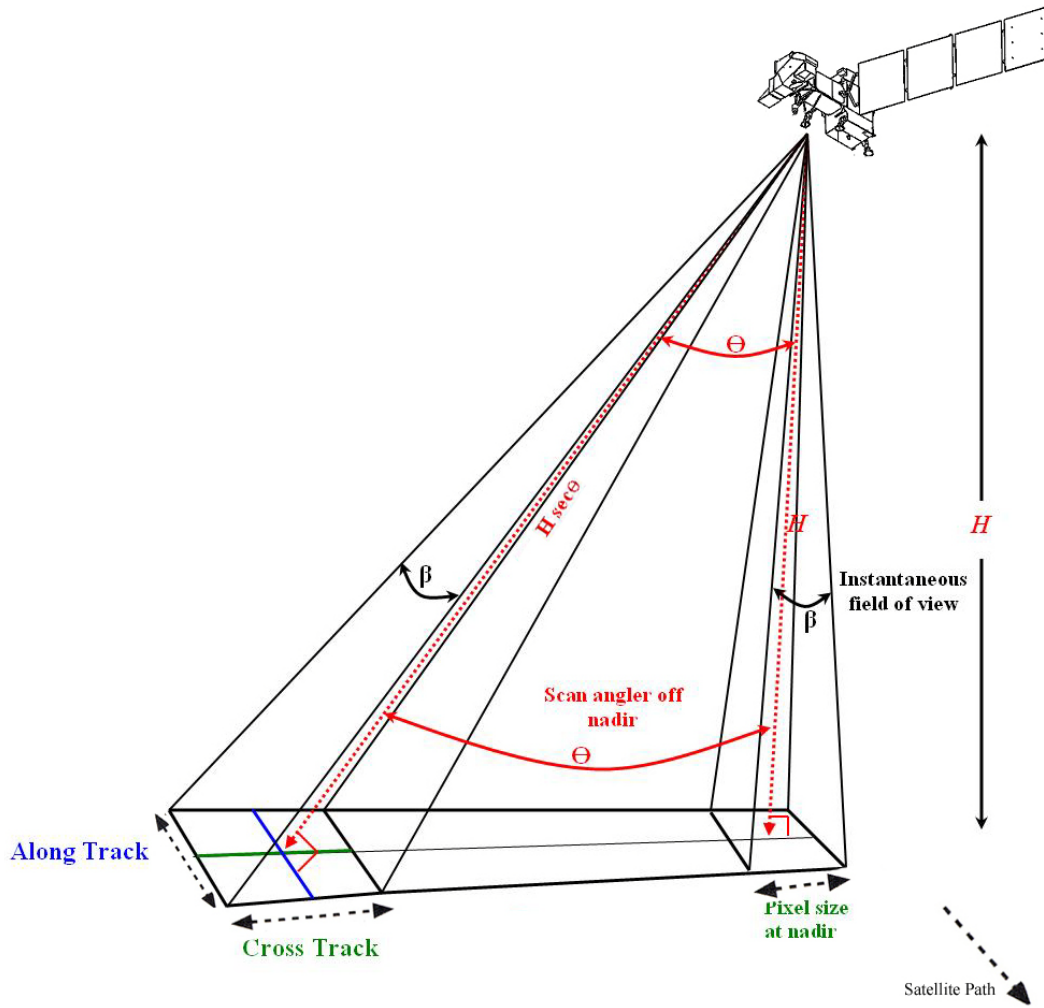 Θ
H secθ
H
H
β
Instantaneous
field of view
β
Scan angler off
nadir
Θ
Along Track
Pixel size
at nadir
Cross Track
Satellite Path